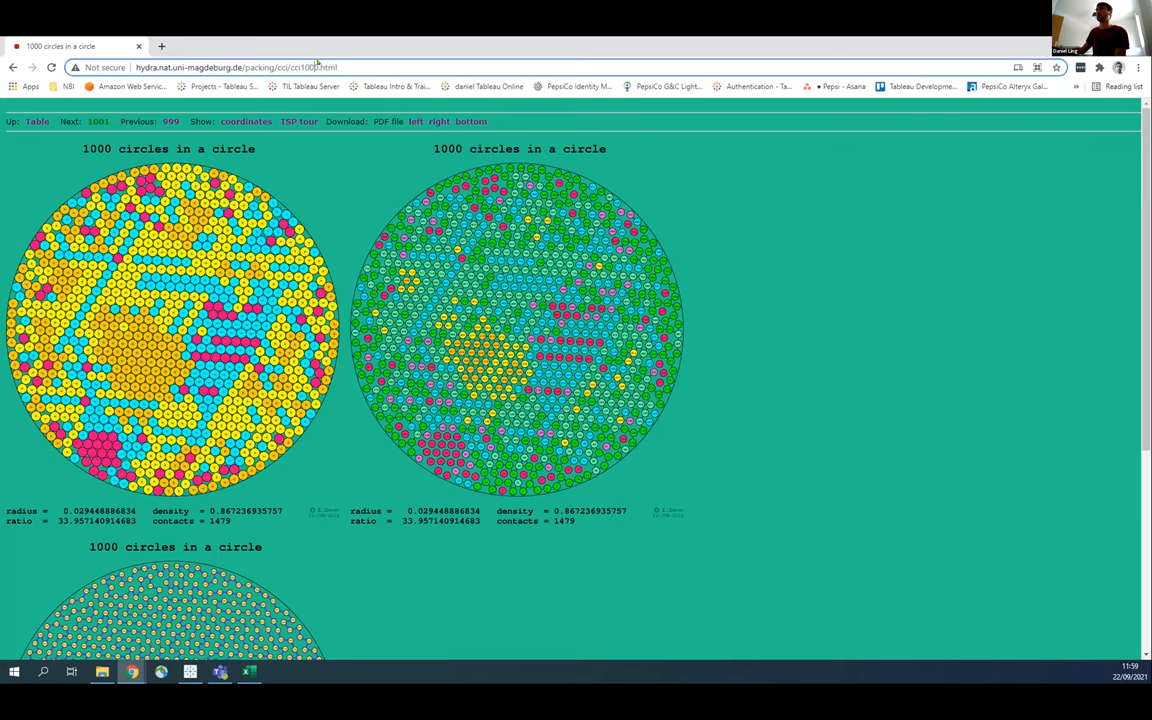 1000 circles in a circle
Not secure hydra.nat.uni-magdeburg.de/packing/cci/cci1000.html
Apps NBI Amazon Web Servic... Projects - Tableau S... TIL Tableau Server Tableau Intro & Trai... daniel Tableau Online PepsiCo Identity M... PepsiCo G&C Light... Authentication - Ta... Pepsi - Asana Tableau Developme... PepsiCo Alteryx Gal... » Reading list
Daniel Ling
Up: Table Next: 1001 Previous: 999 Show: coordinates TSP tour Download: PDF file left right bottom
1000 circles in a circle
1000 circles in a circle
radius = 0.029448886834 density = 0.867236935757
ratio = 33.957140914683 contacts = 1479
radius = 0.029448886834 density = 0.867236935757
ratio = 33.957140914683 contacts = 1479
1000 circles in a circle
11:59
22/09/2021